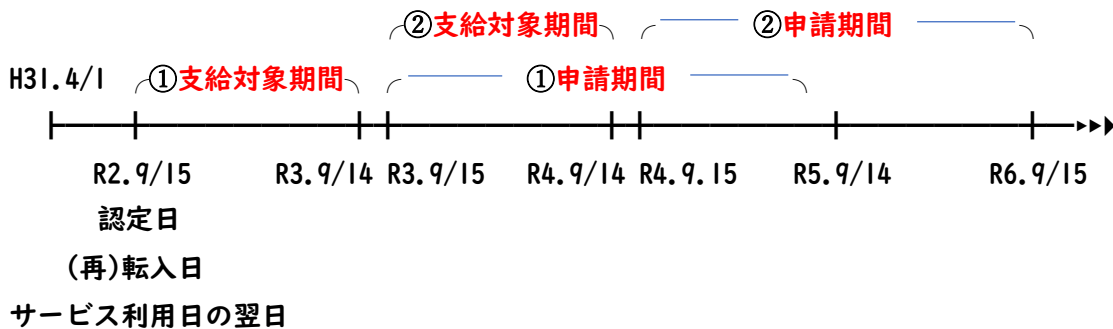 ②支給対象期間 ②申請期間
H31.4/1 ①支給対象期間 ①申請期間
R2.9/15 R3.9/14 R3.9/15 R4.9/14 R4.9.15 R5.9/14 R6.9/15
認定日
(再)転入日
サービス利用日の翌日